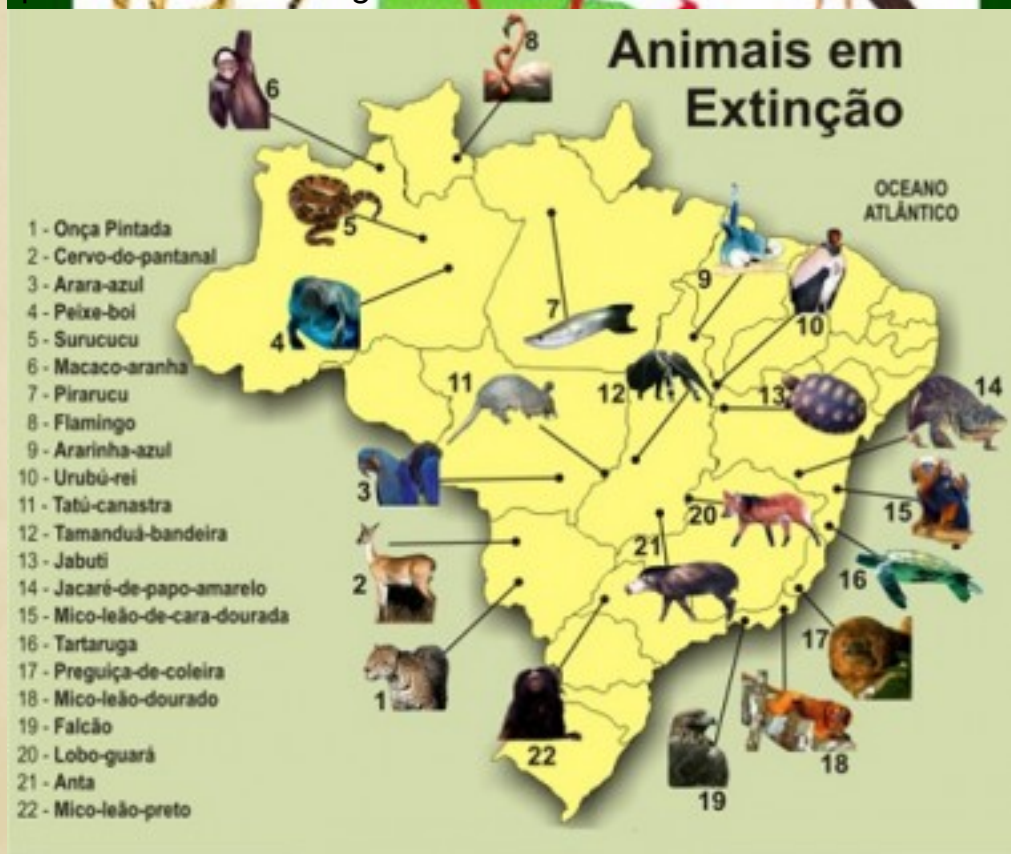 Animais em
Extinção
OCEANO
ATLÂNTICO
1 - Onça Pintada
2 - Cervo-do-pantanal
3 - Arara-azul
4 - Peixe-boi
5 - Surucucu
6 - Macaco-aranha
7 - Pirarucu
8 - Flamingo
9 - Ararinha-azul
10 - Urubú-rei
11 - Tatú-canastra
12 - Tamanduá-bandeira
13 - Jabuti
14 - Jacaré-de-papo-amarelo
15 - Mico-leão-de-cara-dourada
16 - Tartaruga
17 - Preguiça-de-coleira
18 - Mico-leão-dourado
19 - Falcão
20 - Lobo-guará
21 - Anta
22 - Mico-leão-preto
6
8
5
9
10
4
7
11
12
13
14
3
20
15
21
2
16
17
1
22
18
19